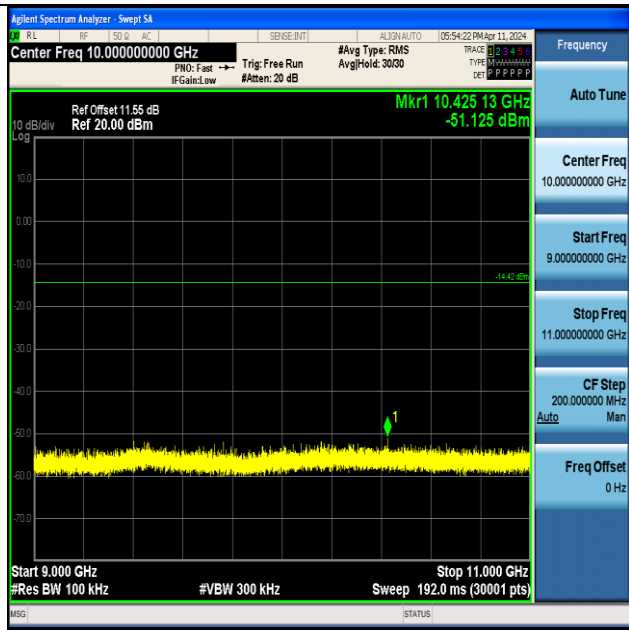 Agilent Spectrum Analyzer - Swept SA
RL RF 50 Ω AC SENSE:INT ALIGN AUTO 05:54:22 PM Apr 11, 2024
Center Freq 10.000000000 GHz
PNO: Fast
IFGain:Low
Trig: Free Run
#Atten: 20 dB
#Avg Type: RMS
Avg|Hold: 30/30
TRACE 1 2 3 4 5 6
TYPE M
DET P P P P P P
Frequency
Mkr1 10.425 13 GHz
-51.125 dBm
Ref Offset 11.55 dB
10 dB/div Ref 20.00 dBm
Log
10.0
0.00
-10.0
-14.42 dBm
-20.0
-30.0
-40.0
1
-50.0
-60.0
-70.0
Start 9.000 GHz Stop 11.000 GHz
#Res BW 100 kHz #VBW 300 kHz Sweep 192.0 ms (30001 pts)
Auto Tune
Center Freq
10.000000000 GHz
Start Freq
9.000000000 GHz
Stop Freq
11.000000000 GHz
CF Step
200.000000 MHz
Auto Man
Freq Offset
0 Hz
MSG STATUS